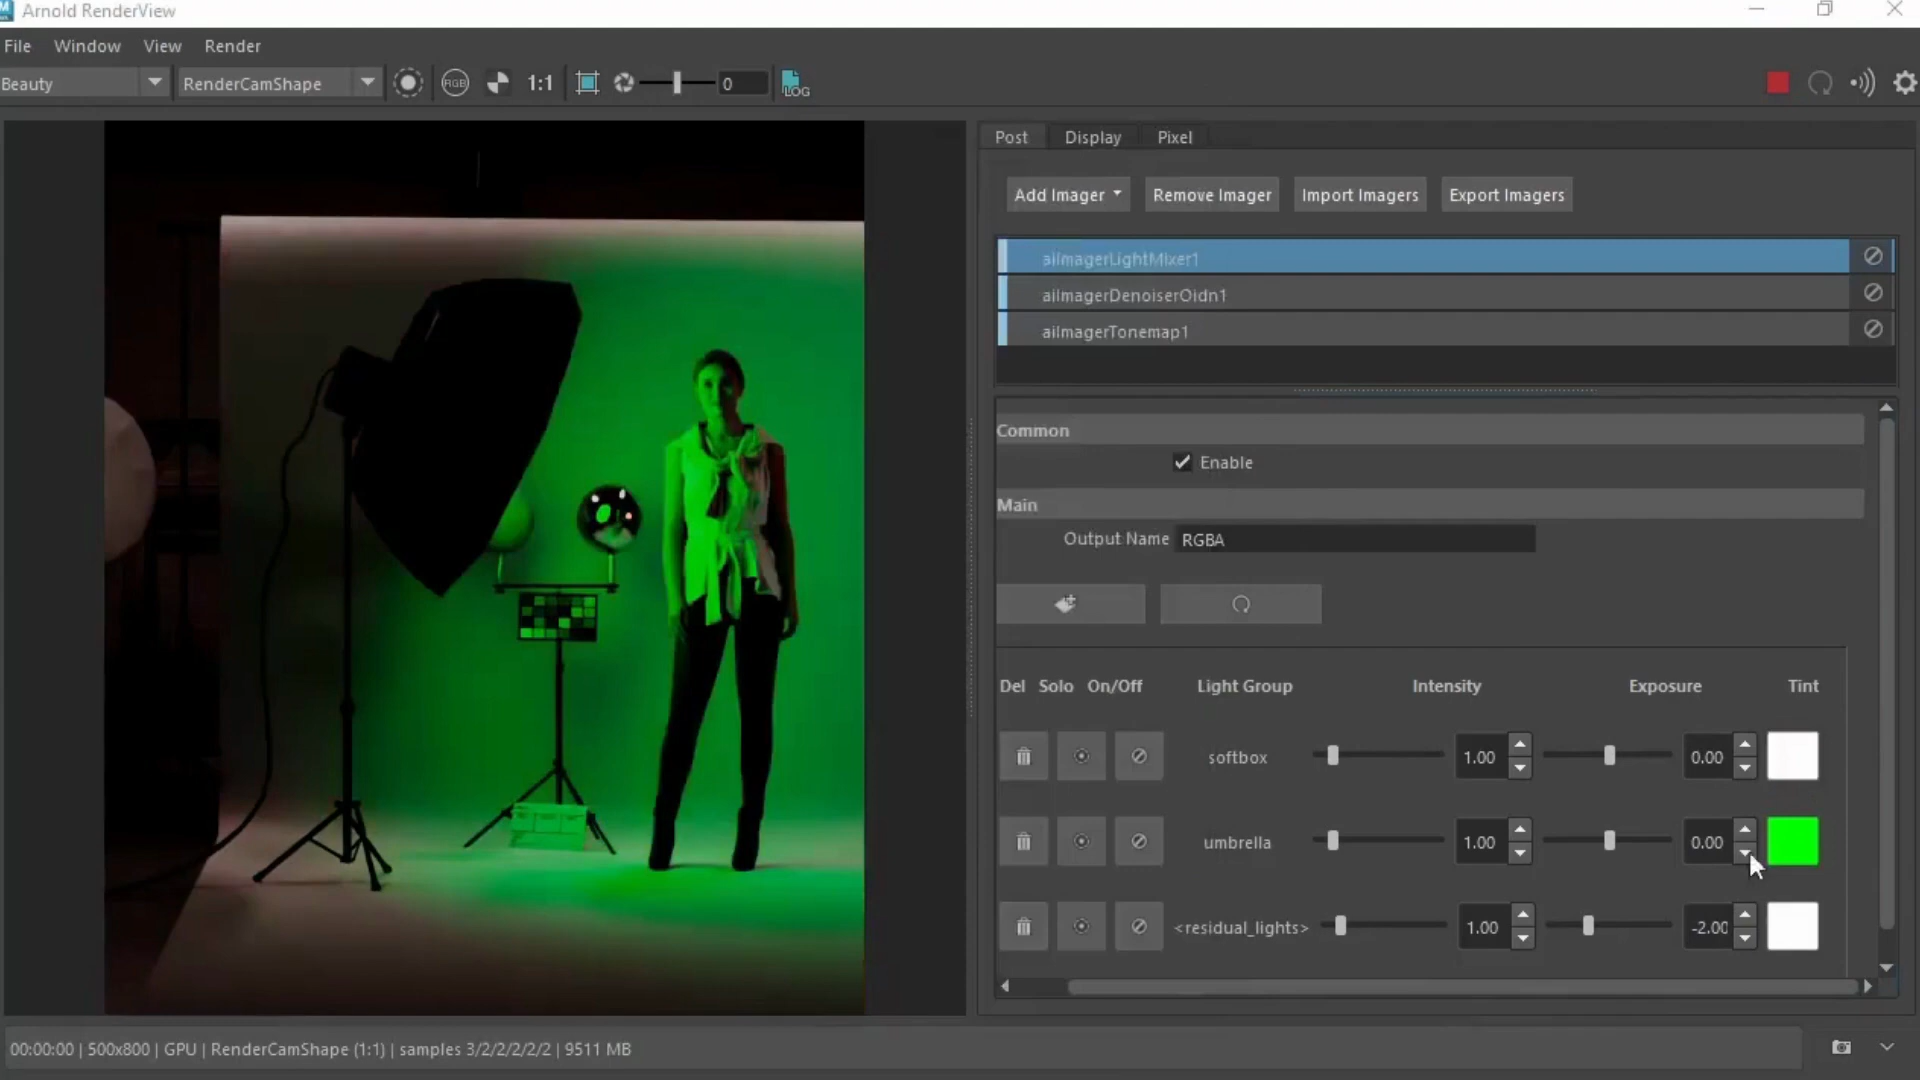 M
Arnold RenderView
File Window View Render
Beauty RenderCamShape RGB 1:1 0 LOG
Post Display Pixel
Add Imager Remove Imager Import Imagers Export Imagers
aiImagerLightMixer1
aiImagerDenoiserOidn1
aiImagerTonemap1
Common
Enable
Main
Output Name RGBA
Del Solo On/Off Light Group Intensity Exposure Tint
softbox 1.00 0.00
umbrella 1.00 0.00
<residual_lights> 1.00 -2.00
00:00:00 | 500x800 | GPU | RenderCamShape (1:1) | samples 3/2/2/2/2/2 | 9511 MB